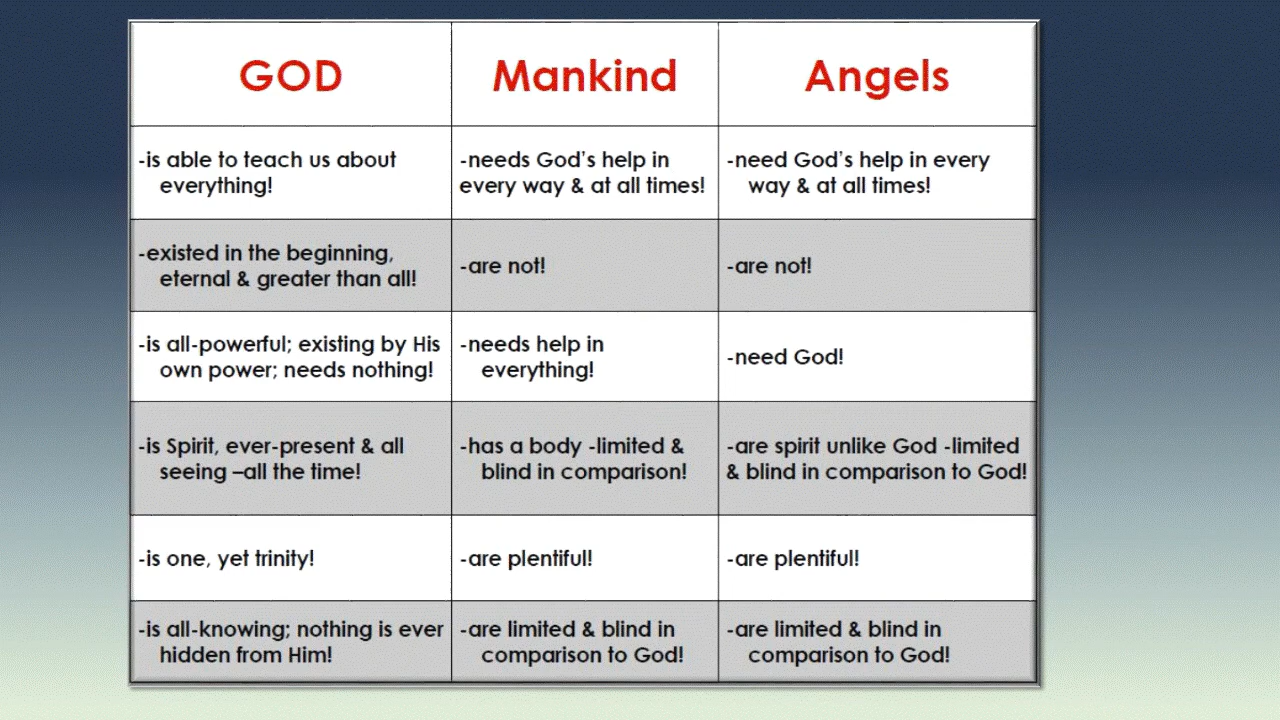 GOD
Mankind
Angels
-is able to teach us about
everything!
-needs God's help in
every way & at all times!
-need God's help in every
way & at all times!
-existed in the beginning,
eternal & greater than all!
-are not!
-are not!
-is all-powerful; existing by His
own power; needs nothing!
-needs help in
everything!
-need God!
-is Spirit, ever-present & all
seeing –all the time!
-has a body -limited &
blind in comparison!
-are spirit unlike God -limited
& blind in comparison to God!
-is one, yet trinity!
-are plentiful!
-are plentiful!
-is all-knowing; nothing is ever
hidden from Him!
-are limited & blind in
comparison to God!
-are limited & blind in
comparison to God!